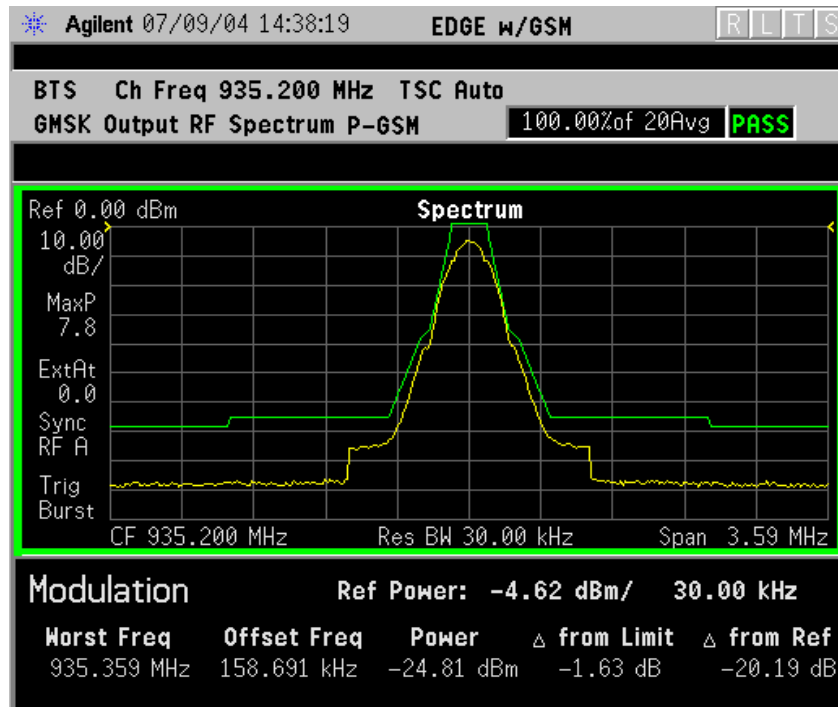 Agilent 07/09/04 14:38:19 EDGE w/GSM R L T S
BTS Ch Freq 935.200 MHz TSC Auto
GMSK Output RF Spectrum P-GSM 100.00%of 20Avg PASS
Ref 0.00 dBm Spectrum
10.00
dB/
MaxP
7.8
ExtAt
0.0
Sync
RF A
Trig
Burst
CF 935.200 MHz Res BW 30.00 kHz Span 3.59 MHz
Modulation Ref Power: -4.62 dBm/ 30.00 kHz
Worst Freq Offset Freq Power △ from Limit △ from Ref
935.359 MHz 158.691 kHz -24.81 dBm -1.63 dB -20.19 dB